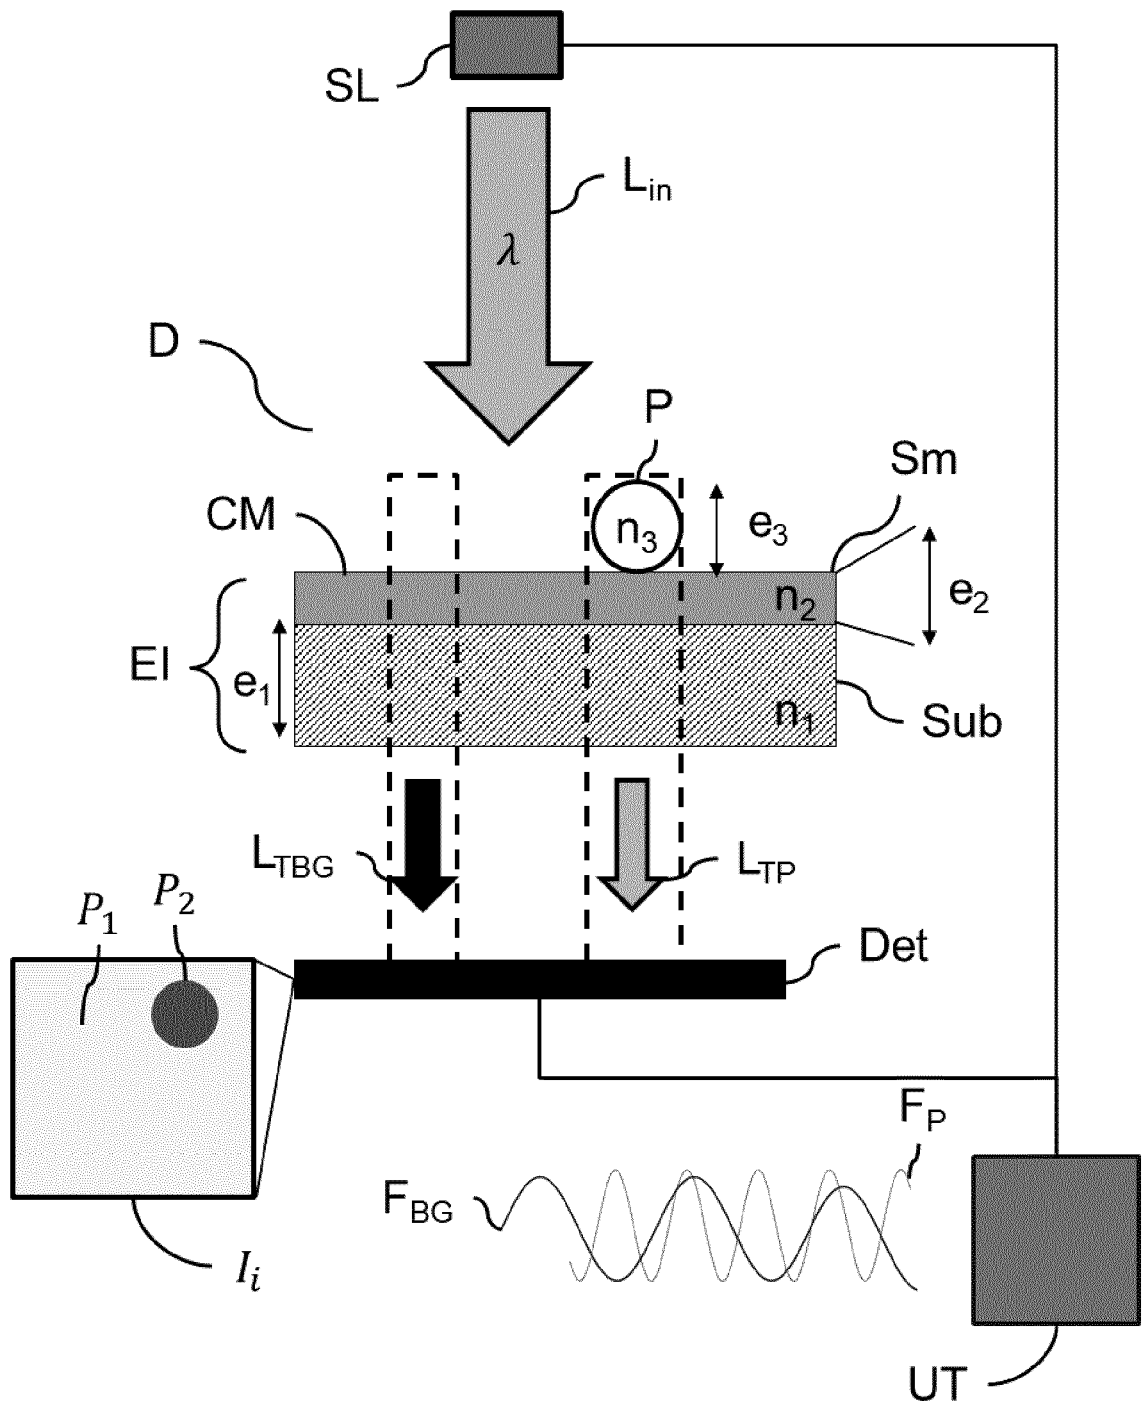 SL
L_in
λ
D
P
Sm
CM
n_3
e_3
n_2
e_2
EI
e_1
n_1
Sub
L_TBG
L_TP
P_1
P_2
Det
F_P
F_BG
I_i
UT